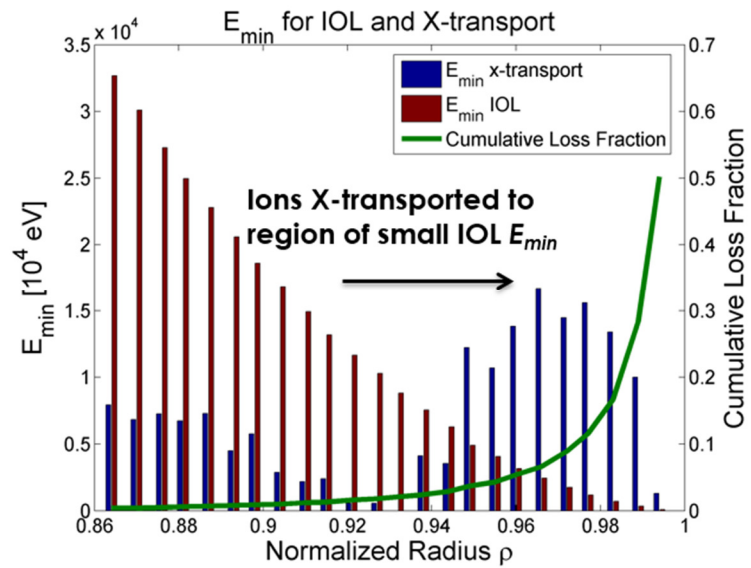 E_min for IOL and X-transport
x 10^4
3.5
3
2.5
2
1.5
1
0.5
0
E_min [10^4 eV]
E_min x-transport
E_min IOL
Cumulative Loss Fraction
Ions X-transported to
region of small IOL E_min
0.7
0.6
0.5
0.4
0.3
0.2
0.1
0
Cumulative Loss Fraction
0.86
0.88
0.9
0.92
0.94
0.96
0.98
1
Normalized Radius ρ